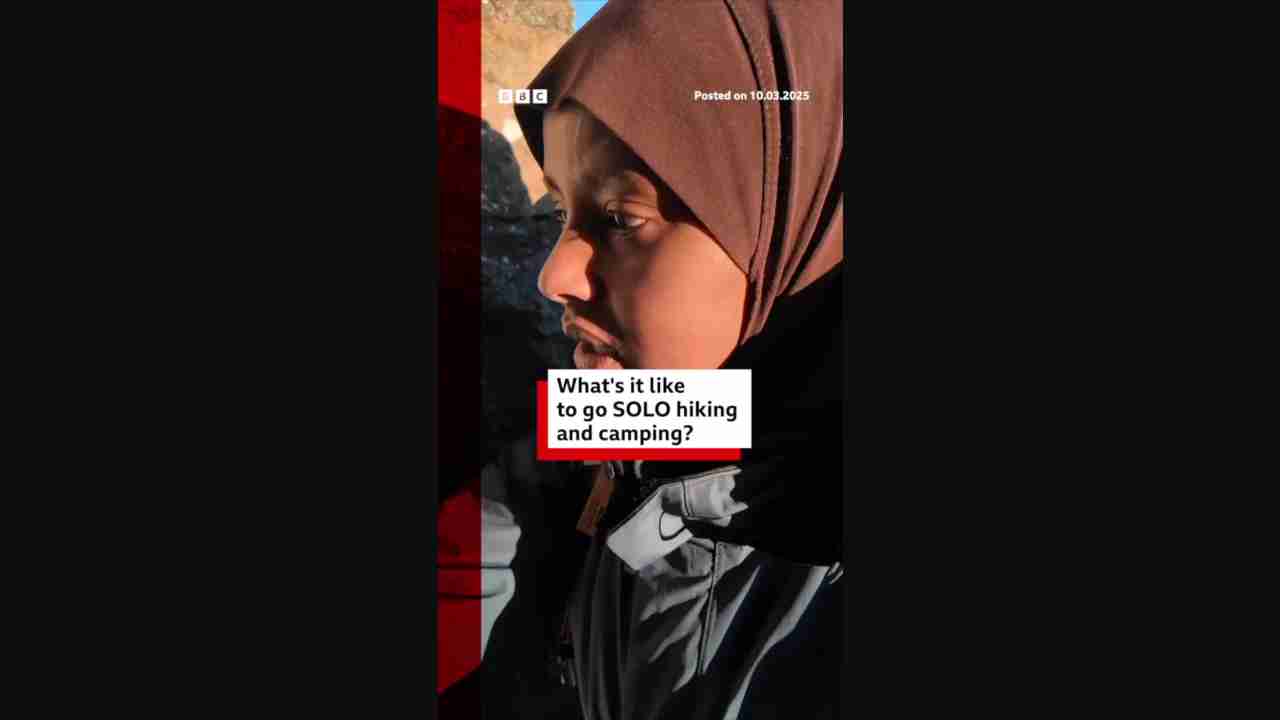 BBC
Posted on 10.03.2025
What's it like
to go SOLO hiking
and camping?